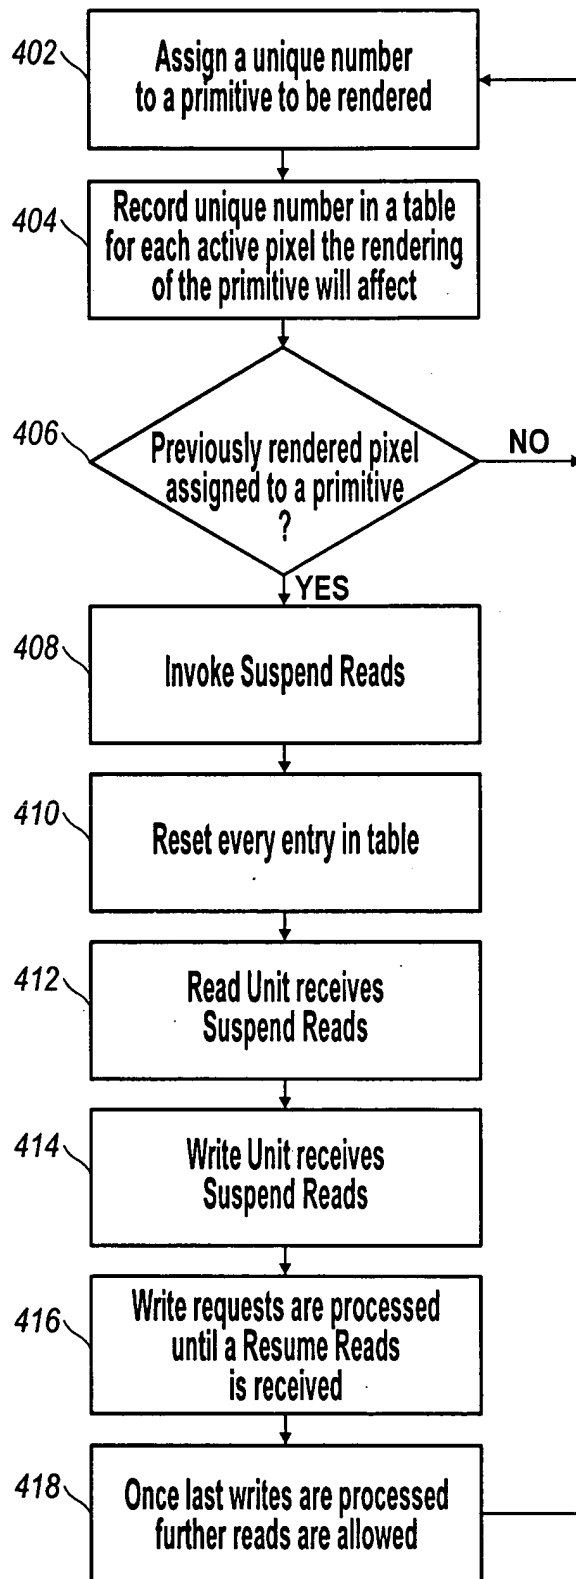 402
Assign a unique number
to a primitive to be rendered
404
Record unique number in a table
for each active pixel the rendering
of the primitive will affect
406
Previously rendered pixel
assigned to a primitive
?
NO
YES
408
Invoke Suspend Reads
410
Reset every entry in table
412
Read Unit receives
Suspend Reads
414
Write Unit receives
Suspend Reads
416
Write requests are processed
until a Resume Reads
is received
418
Once last writes are processed
further reads are allowed